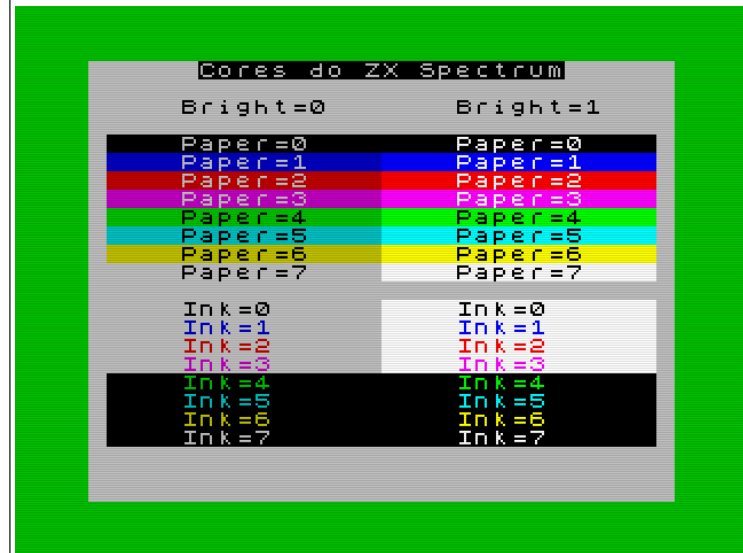 Cores do ZX Spectrum
Bright=0 Bright=1
Paper=0 Paper=0
Paper=1 Paper=1
Paper=2 Paper=2
Paper=3 Paper=3
Paper=4 Paper=4
Paper=5 Paper=5
Paper=6 Paper=6
Paper=7 Paper=7
Ink=0 Ink=0
Ink=1 Ink=1
Ink=2 Ink=2
Ink=3 Ink=3
Ink=4 Ink=4
Ink=5 Ink=5
Ink=6 Ink=6
Ink=7 Ink=7